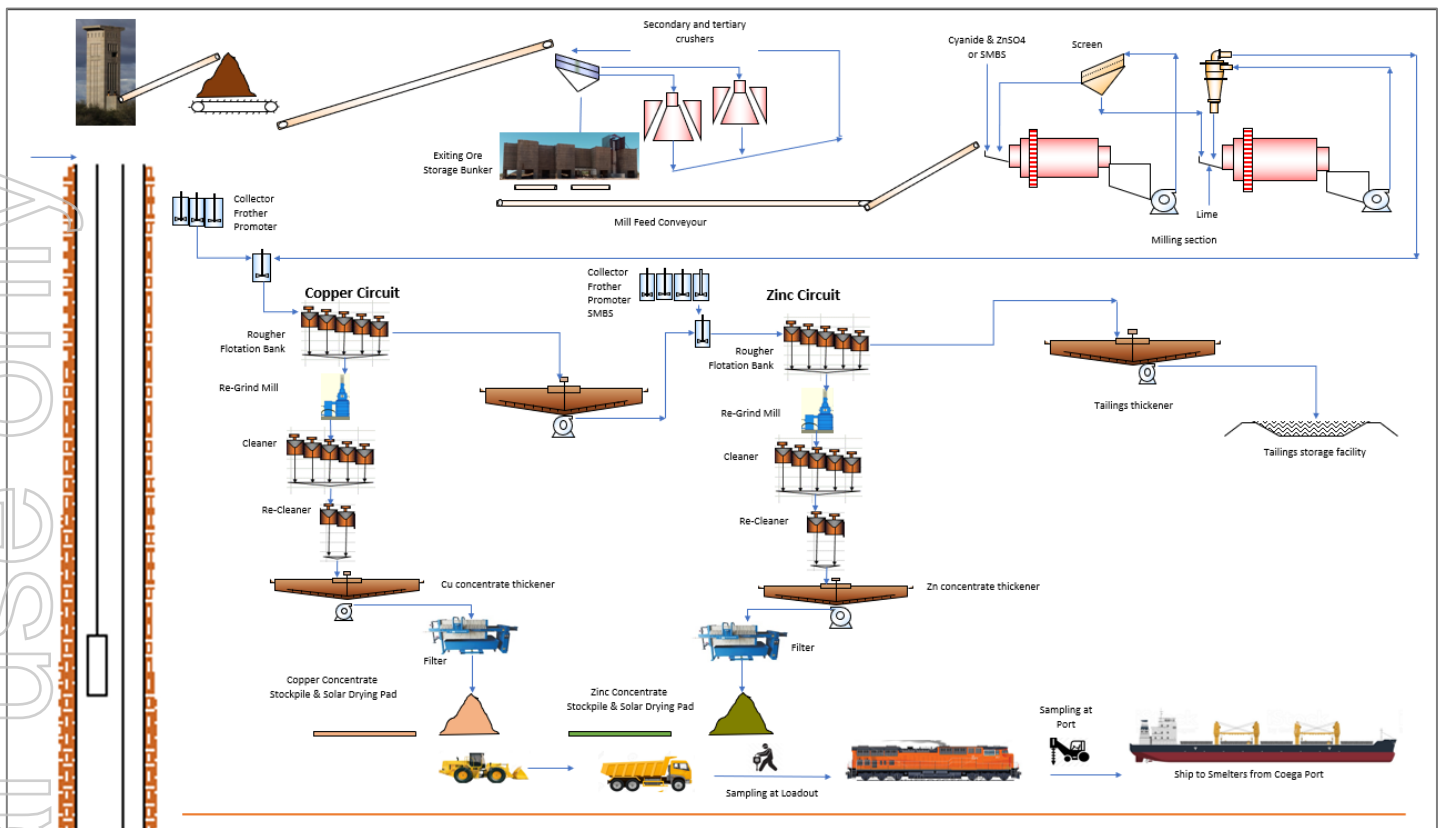 Secondary and tertiary
crushers
Cyanide & ZnSO4
or SMBS
Screen
Exiting Ore
Storage Bunker
Mill Feed Conveyour
Lime
Milling section
Collector
Frother
Promoter
Collector
Frother
Promoter
SMBS
Copper Circuit
Zinc Circuit
Rougher
Flotation Bank
Rougher
Flotation Bank
Re-Grind Mill
Re-Grind Mill
Tailings thickener
Cleaner
Cleaner
Tailings storage facility
Re-Cleaner
Re-Cleaner
Cu concentrate thickener
Zn concentrate thickener
Filter
Filter
Copper Concentrate
Stockpile & Solar Drying Pad
Zinc Concentrate
Stockpile & Solar Drying Pad
Sampling at
Port
Sampling at Loadout
Ship to Smelters from Coega Port
use only